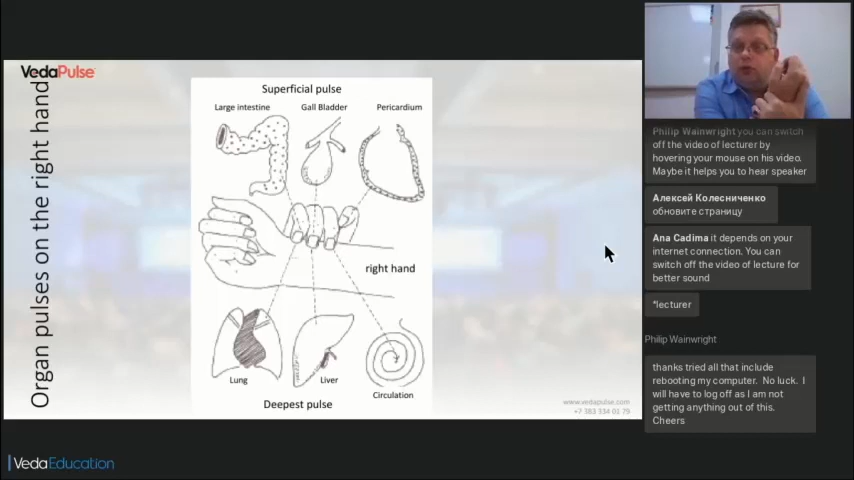 VedaPulse
Organ pulses on the right hand
Superficial pulse
Large intestine
Gall Bladder
Pericardium
right hand
Lung
Liver
Circulation
Deepest pulse
www.vedapulse.com
+7 383 334 01 79
VedaEducation
Philip Wainwright you can switch
off the video of lecturer by
hovering your mouse on his video.
Maybe it helps you to hear speaker
Алексей Колесниченко
обновите страницу
Ana Cadima it depends on your
internet connection. You can
switch off the video of lecture for
better sound
*lecturer
Philip Wainwright
thanks tried all that include
rebooting my computer. No luck. I
will have to log off as I am not
getting anything out of this.
Cheers